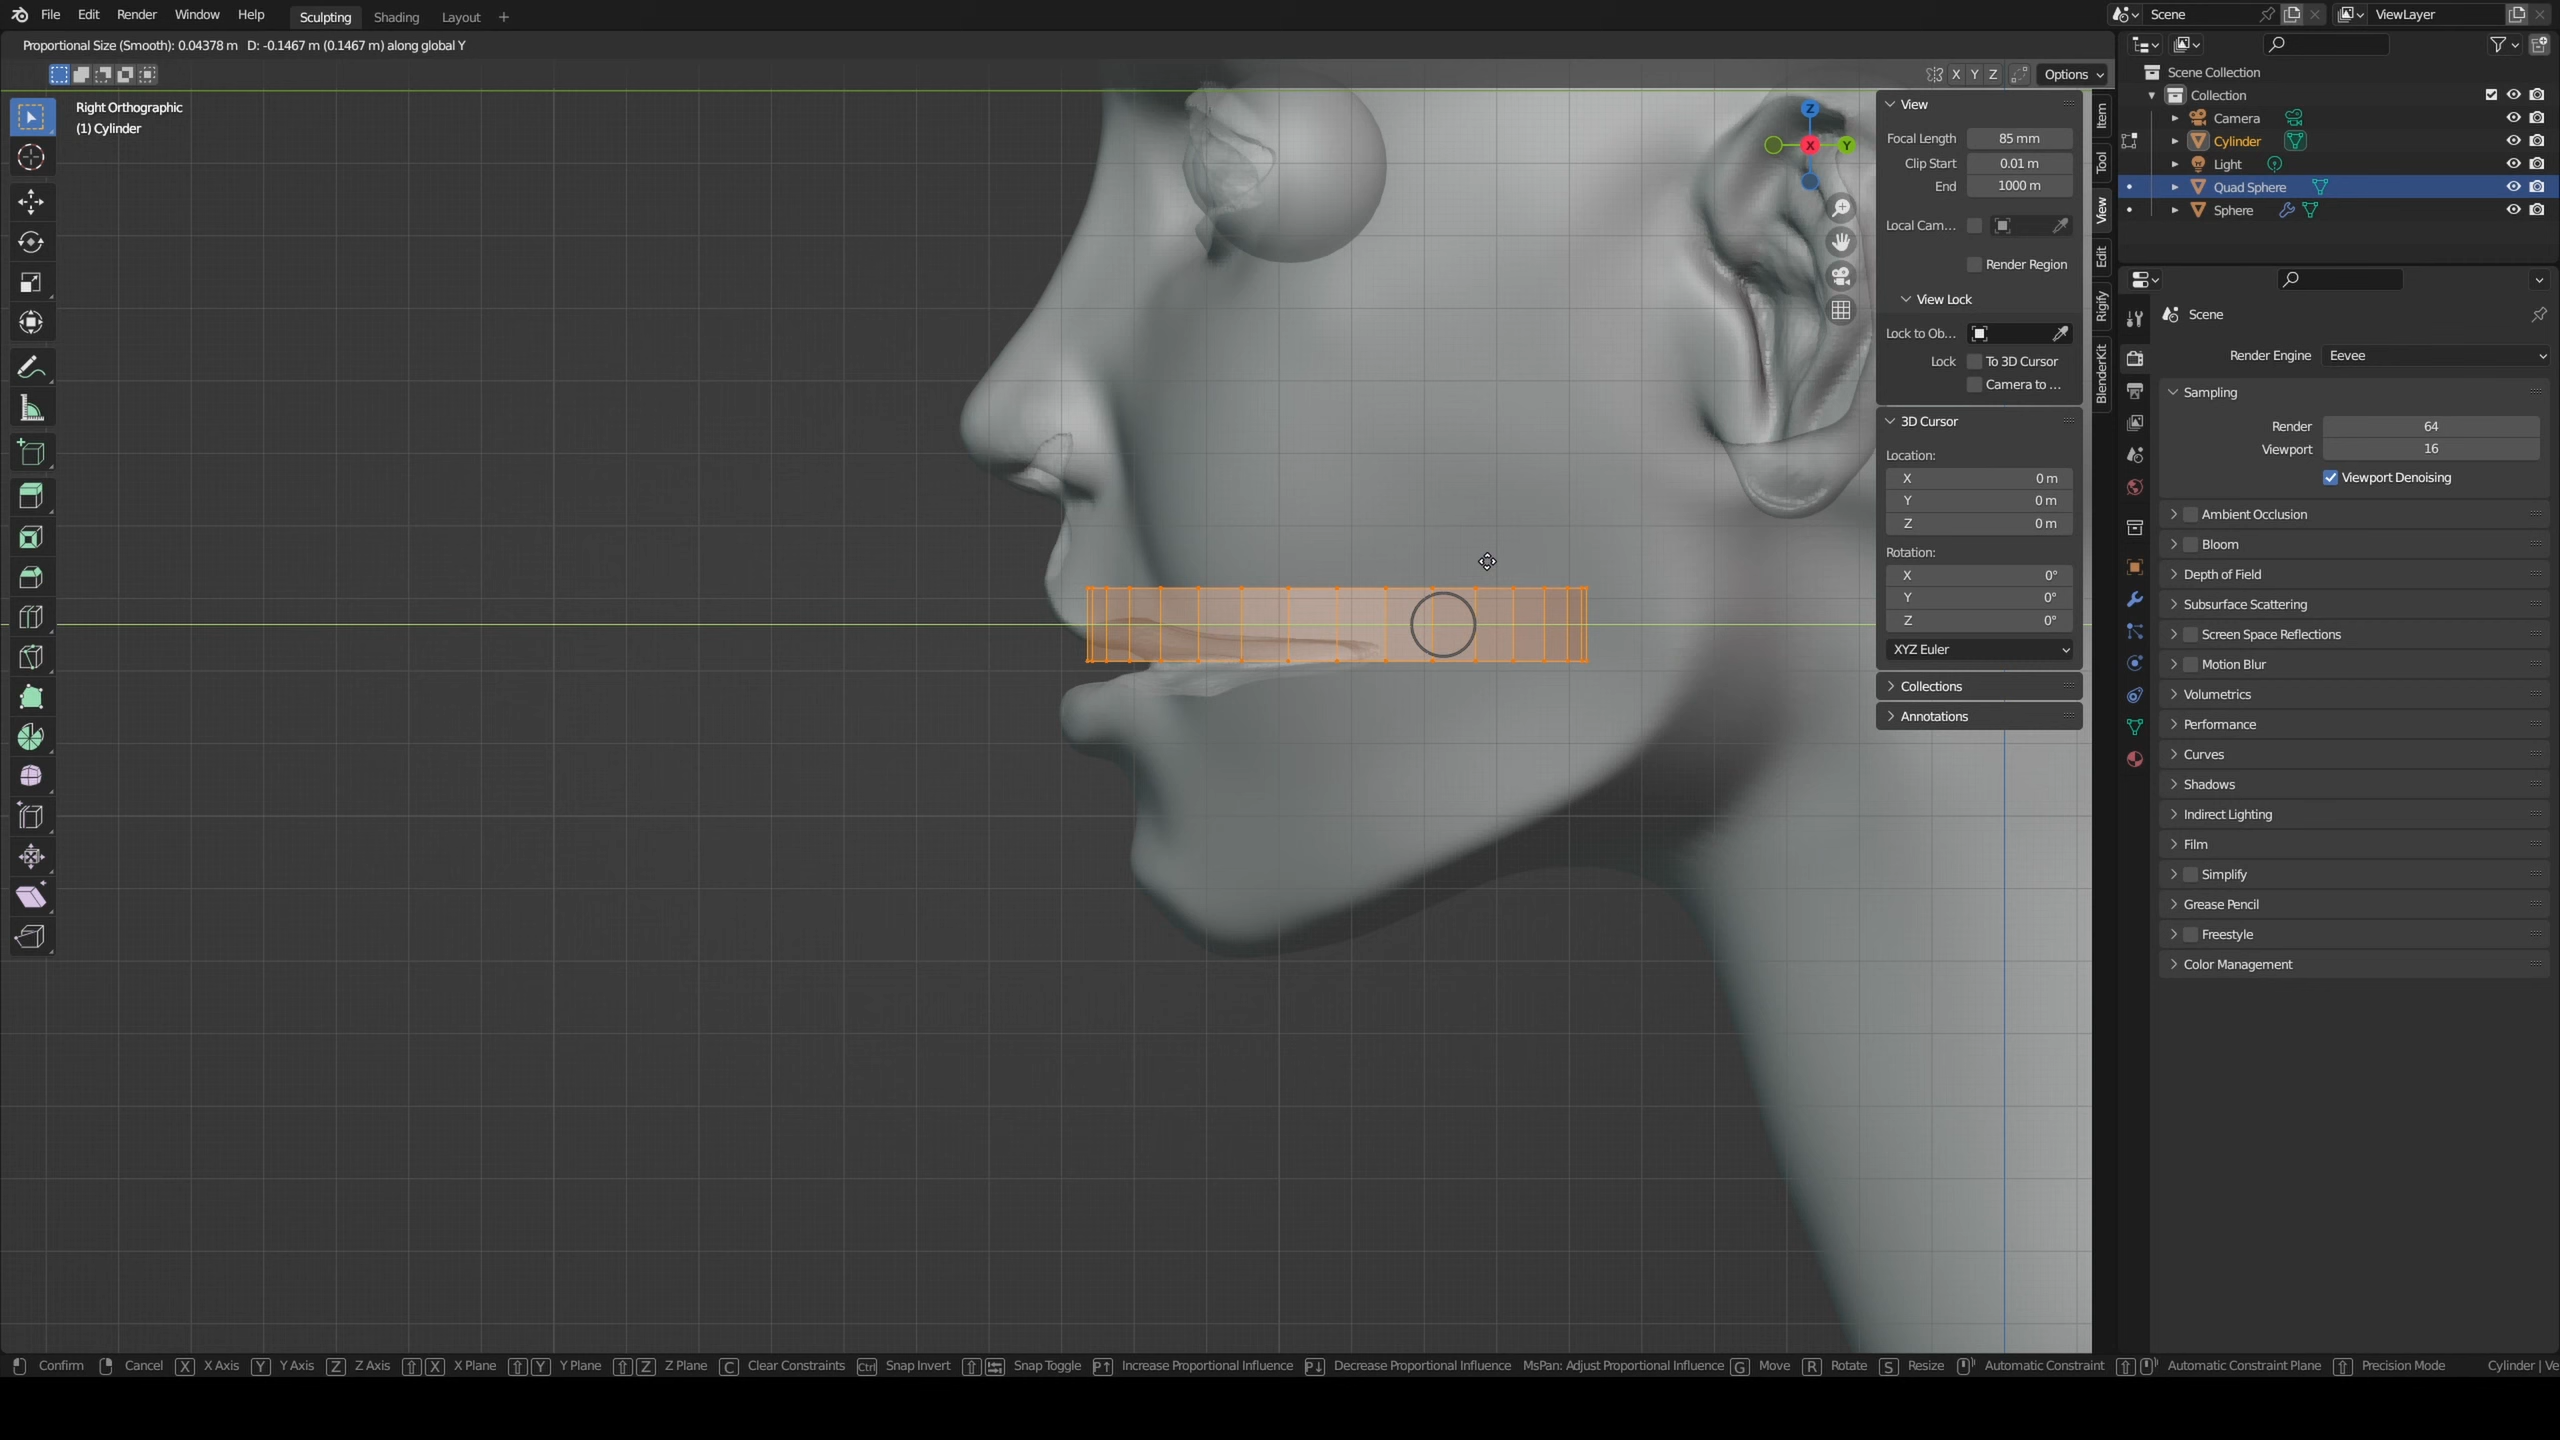 File Edit Render Window Help Sculpting Shading Layout + Scene ViewLayer
Proportional Size (Smooth): 0.04378 m D: -0.1467 m (0.1467 m) along global Y
X Y Z Options
Right Orthographic
(1) Cylinder
Z
X
Y
View
Focal Length 85 mm
Clip Start 0.01 m
End 1000 m
Local Cam...
Render Region
View Lock
Lock to Ob...
Lock To 3D Cursor
Camera to ...
3D Cursor
Location:
X 0 m
Y 0 m
Z 0 m
Rotation:
X 0°
Y 0°
Z 0°
XYZ Euler
Collections
Annotations
Item
Tool
View
Edit
Rigify
BlenderKit
Scene Collection
Collection
Camera
Cylinder
Light
Quad Sphere
Sphere
Scene
Render Engine Eevee
Sampling
Render 64
Viewport 16
Viewport Denoising
Ambient Occlusion
Bloom
Depth of Field
Subsurface Scattering
Screen Space Reflections
Motion Blur
Volumetrics
Performance
Curves
Shadows
Indirect Lighting
Film
Simplify
Grease Pencil
Freestyle
Color Management
Confirm Cancel X X Axis Y Y Axis Z Z Axis ⇧ X X Plane ⇧ Y Y Plane ⇧ Z Z Plane C Clear Constraints Ctrl Snap Invert ⇧ Snap Toggle P↑ Increase Proportional Influence P↓ Decrease Proportional Influence MsPan: Adjust Proportional Influence G Move R Rotate S Resize Automatic Constraint ⇧ Automatic Constraint Plane ⇧ Precision Mode Cylinder | Ve